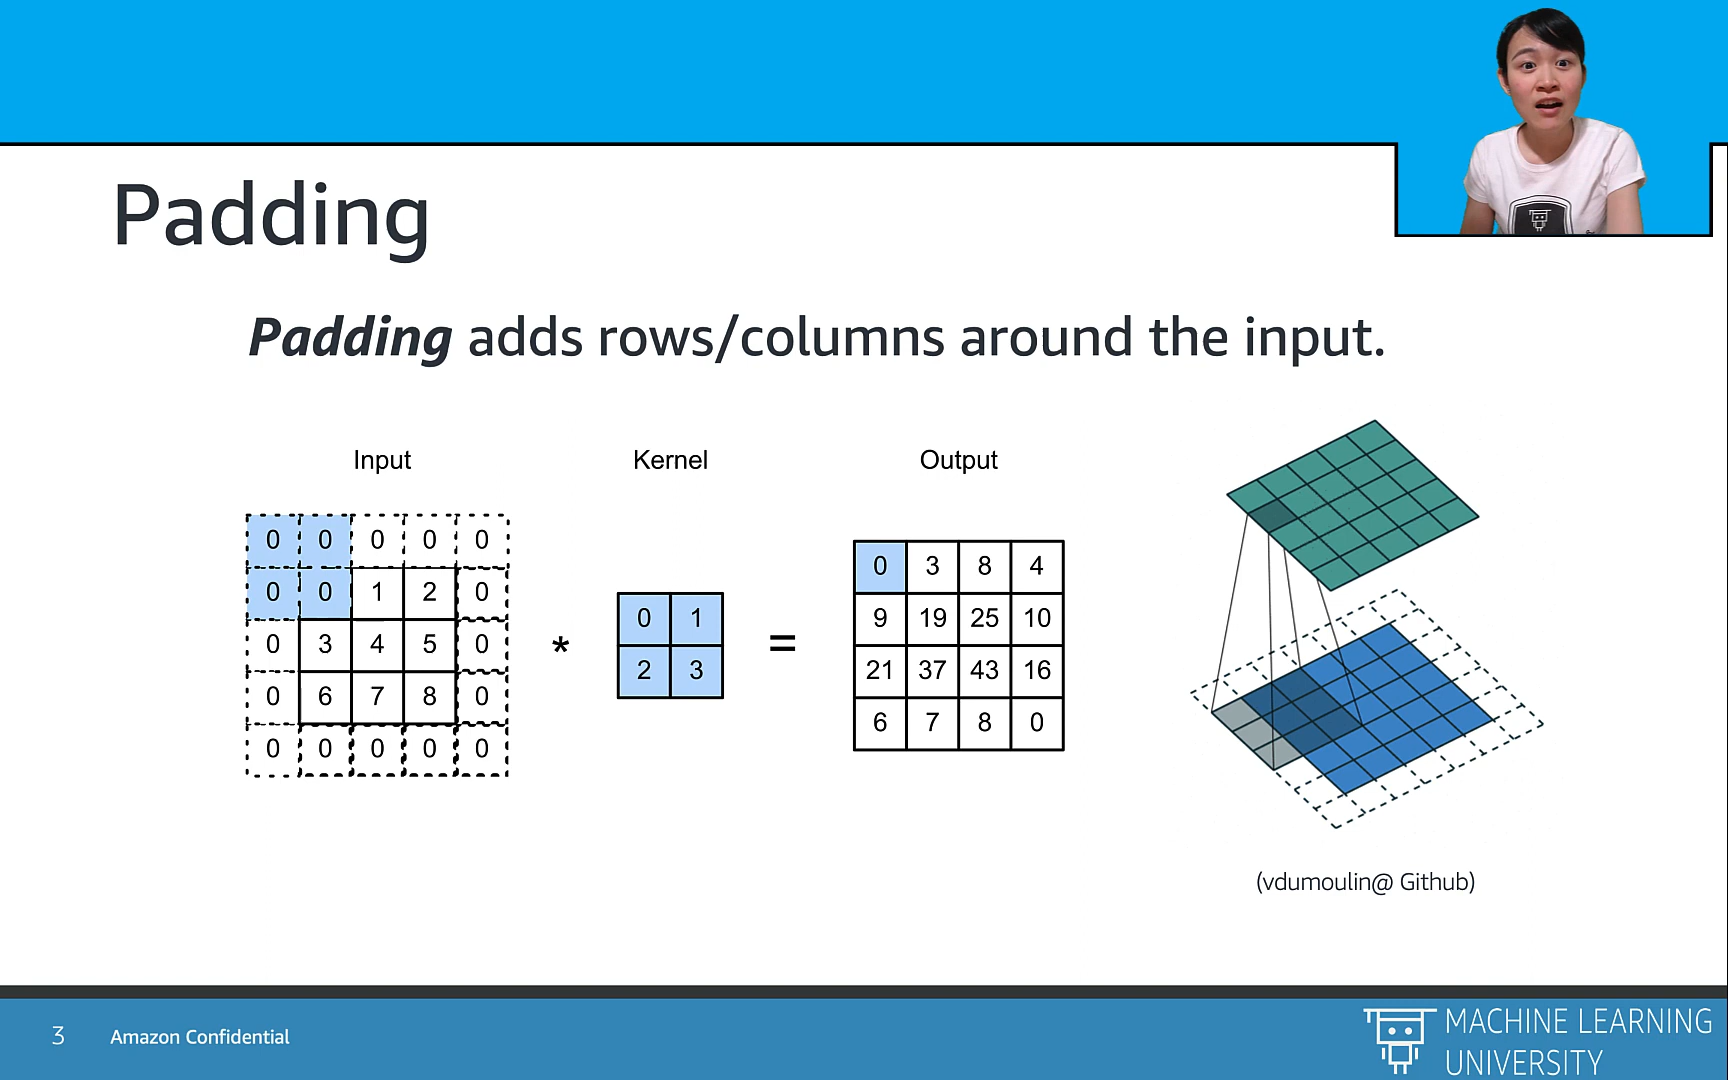 Padding
Padding adds rows/columns around the input.
Input Kernel Output
0 0 0 0 0
0 0 1 2 0
0 3 4 5 0
0 6 7 8 0
0 0 0 0 0
*
0 1
2 3
=
0 3 8 4
9 19 25 10
21 37 43 16
6 7 8 0
(vdumoulin@ Github)
3 Amazon Confidential
MACHINE LEARNING
UNIVERSITY